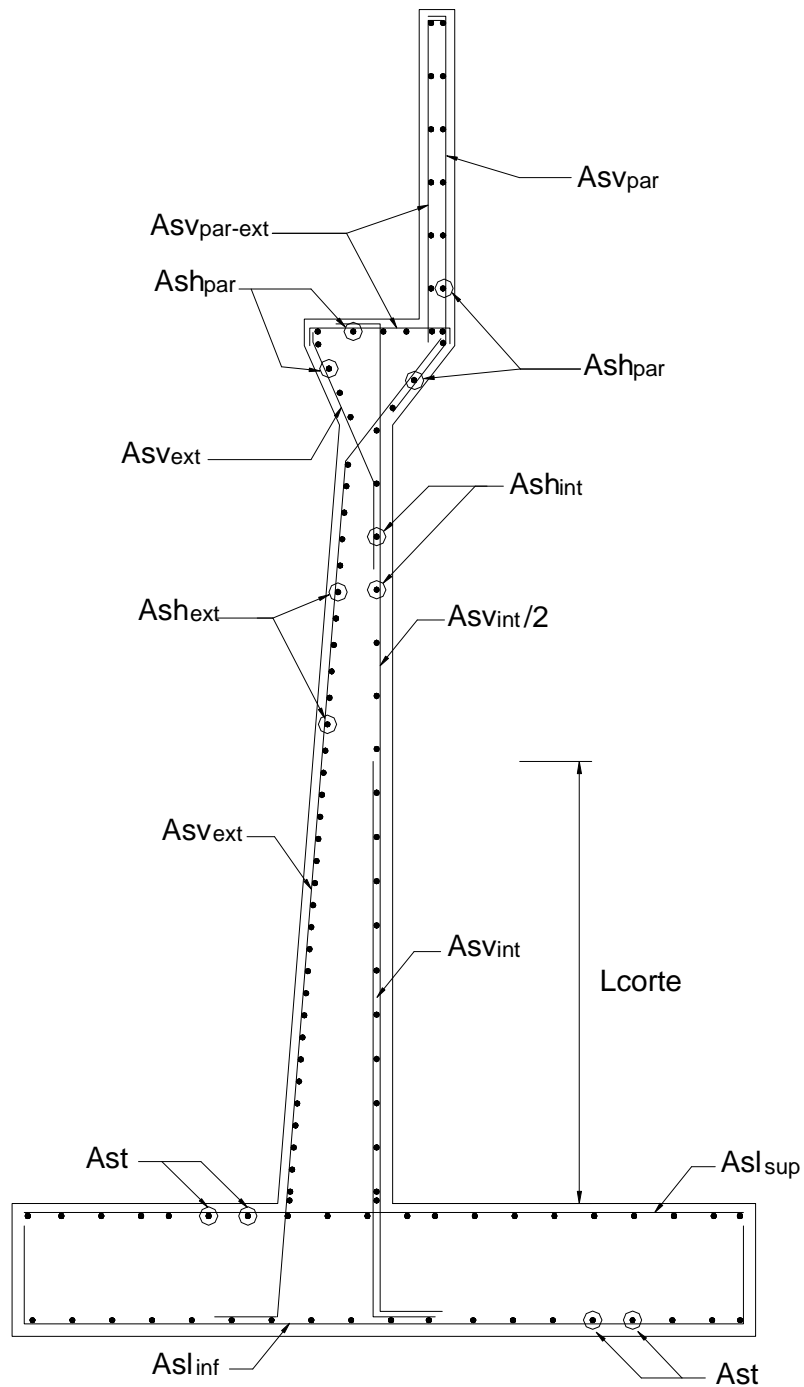 Asvpar
Asvpar-ext
Ashpar
Ashpar
Asvext
Ashint
Ashext
Asvint/2
Asvext
Asvint
Lcorte
Ast
Aslsup
Aslinf
Ast